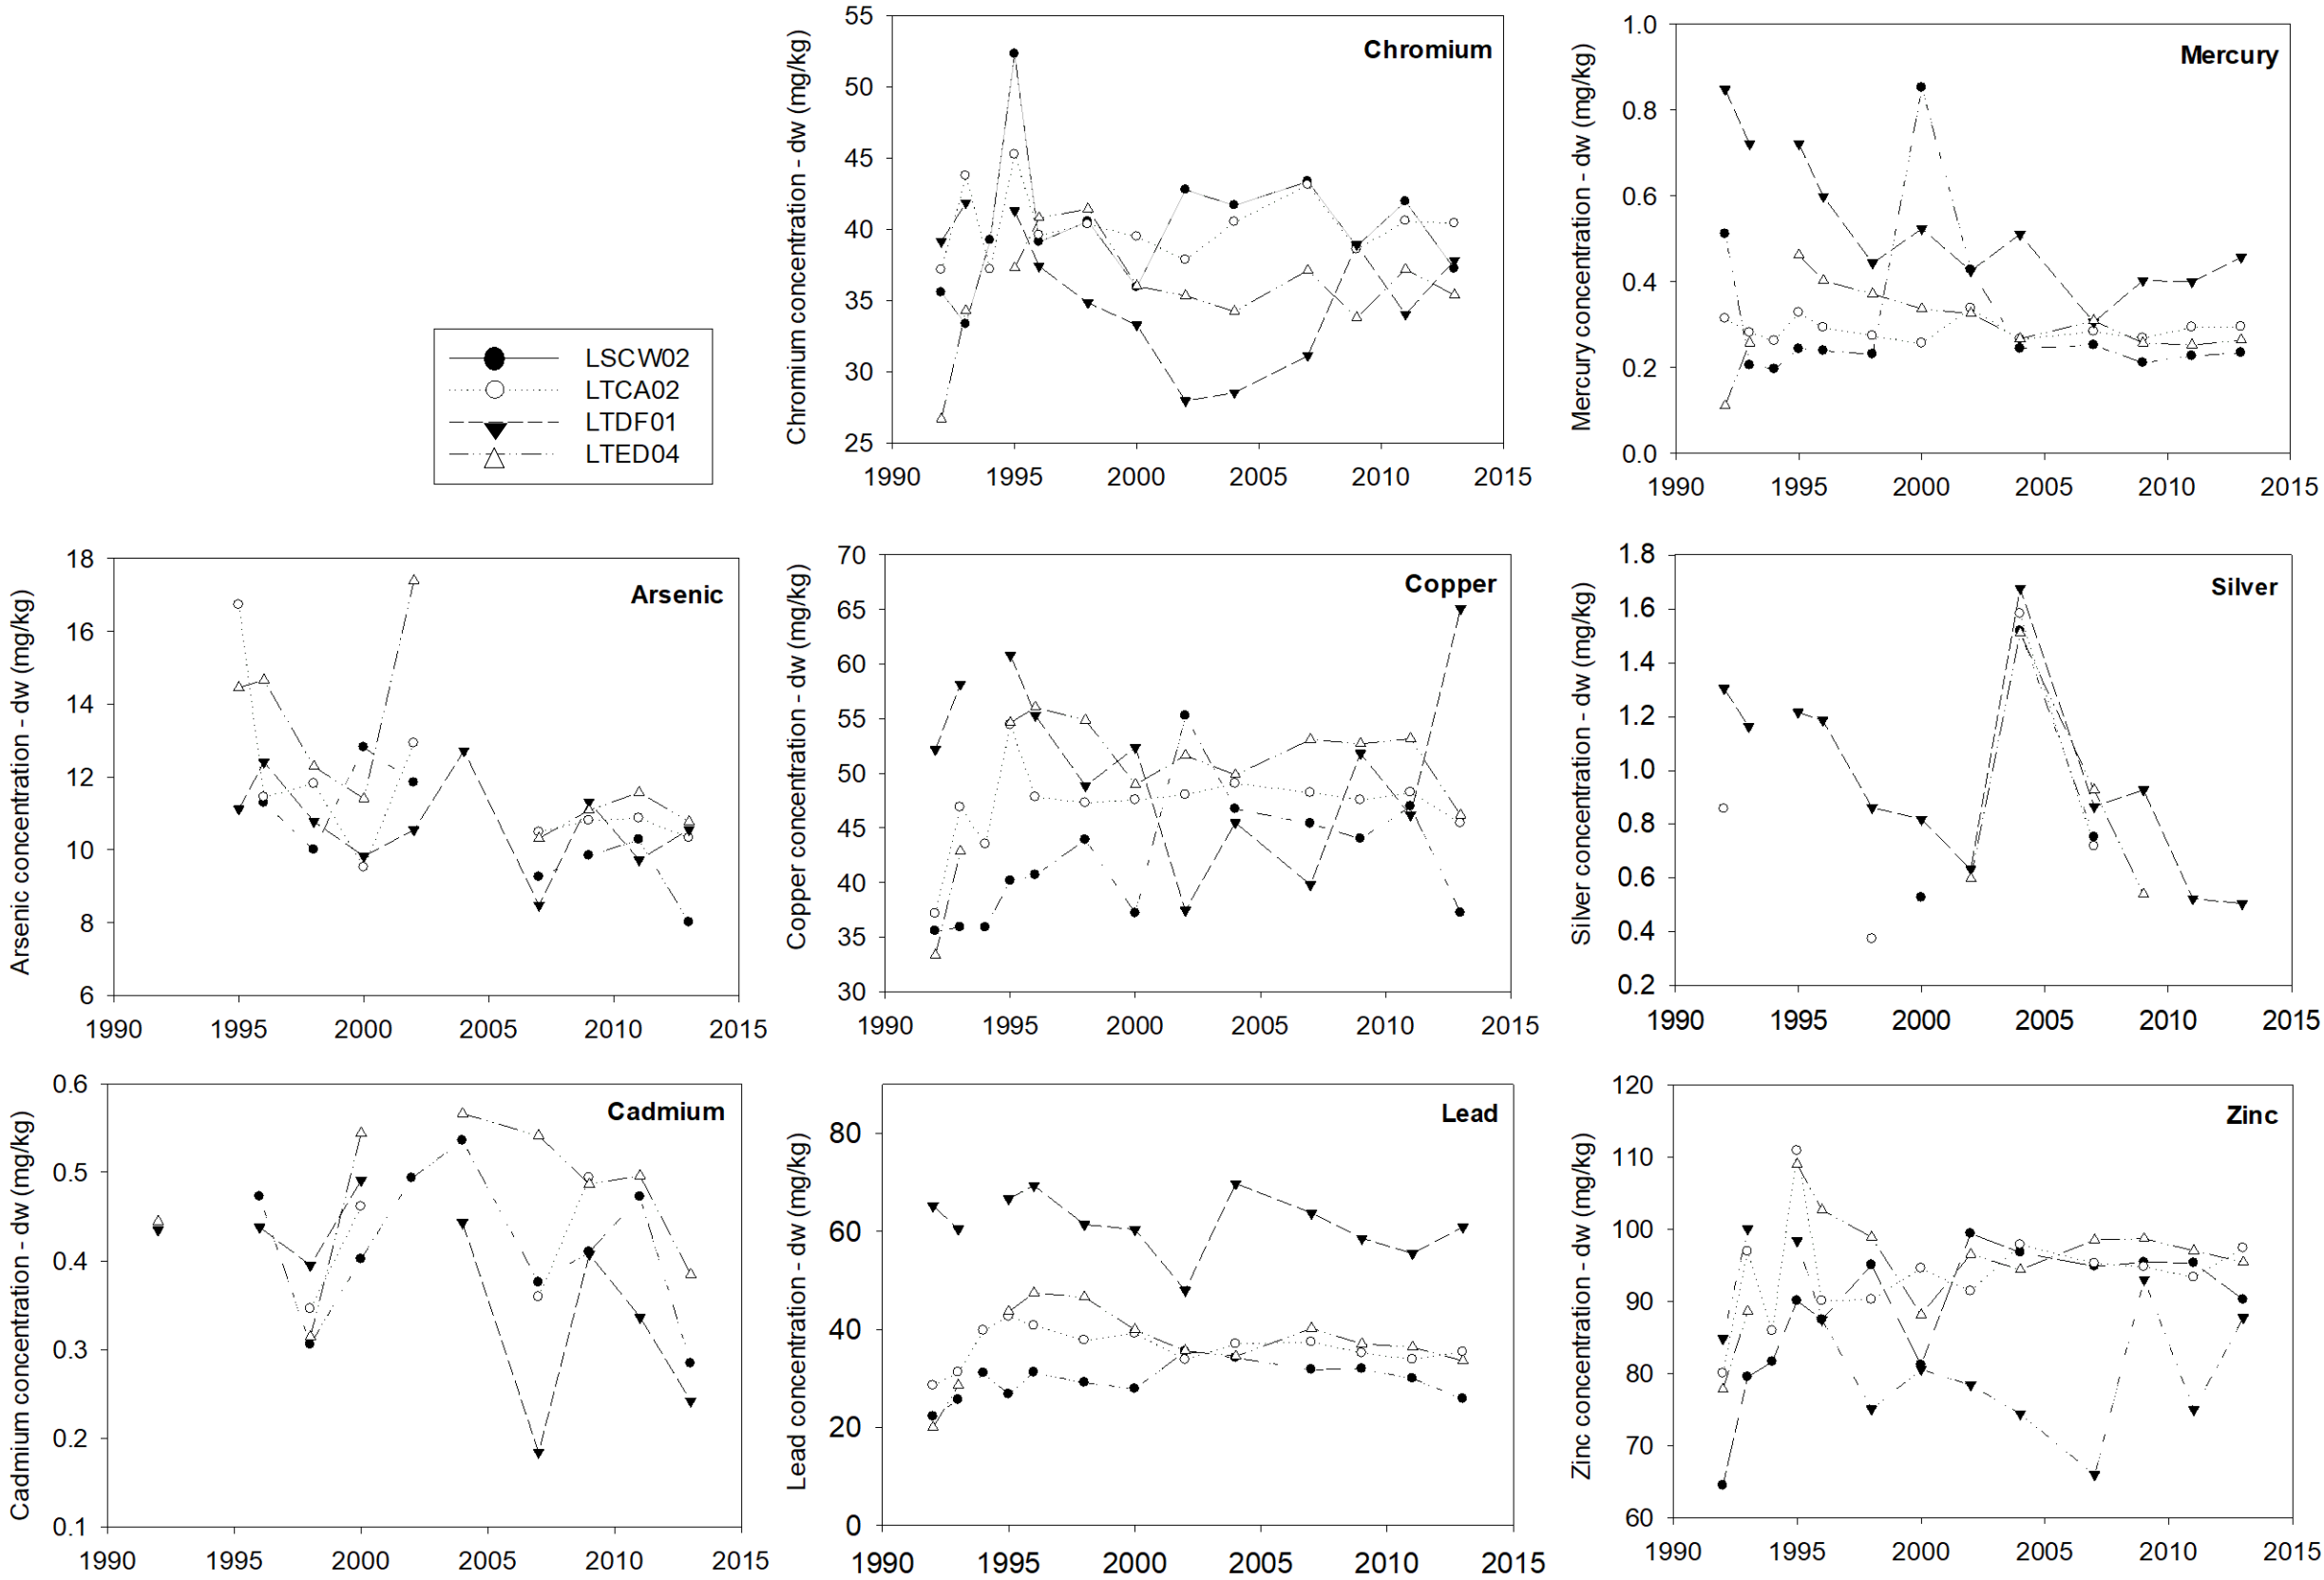 Chromium
Chromium concentration - dw (mg/kg)
55
50
45
40
35
30
25
1990 1995 2000 2005 2010 2015
Mercury
Mercury concentration - dw (mg/kg)
1.0
0.8
0.6
0.4
0.2
0.0
1990 1995 2000 2005 2010 2015
LSCW02
LTCA02
LTDF01
LTED04
Arsenic
Arsenic concentration - dw (mg/kg)
18
16
14
12
10
8
6
1990 1995 2000 2005 2010 2015
Copper
Copper concentration - dw (mg/kg)
70
65
60
55
50
45
40
35
30
1990 1995 2000 2005 2010 2015
Silver
Silver concentration - dw (mg/kg)
1.8
1.6
1.4
1.2
1.0
0.8
0.6
0.4
0.2
1990 1995 2000 2005 2010 2015
Cadmium
Cadmium concentration - dw (mg/kg)
0.6
0.5
0.4
0.3
0.2
0.1
1990 1995 2000 2005 2010 2015
Lead
Lead concentration - dw (mg/kg)
80
60
40
20
0
1990 1995 2000 2005 2010 2015
Zinc
Zinc concentration - dw (mg/kg)
120
110
100
90
80
70
60
1990 1995 2000 2005 2010 2015